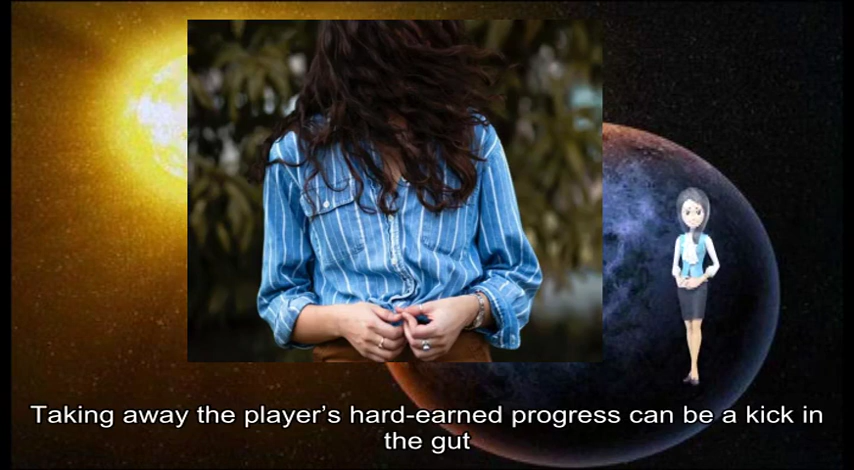 Taking away the player’s hard-earned progress can be a kick in
the gut